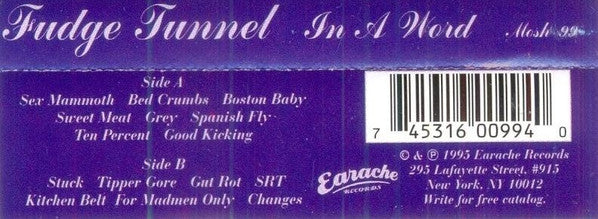 Fudge Tunnel In A Word Mosh 99
Side A
Sex Mammoth Bed Crumbs Boston Baby
Sweet Meat Grey Spanish Fly
Ten Percent Good Kicking
Side B
Stuck Tipper Gore Gut Rot SRT
Kitchen Belt For Madmen Only Changes
Earache
RECORDS
7 45316 00994 0
© & ℗ 1995 Earache Records
295 Lafayette Street, #915
New York, NY 10012
Write for free catalog.